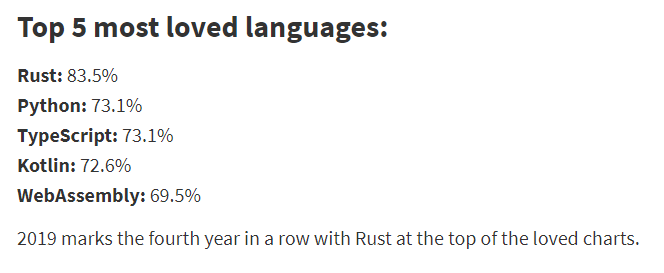 Top 5 most loved languages:
Rust: 83.5%
Python: 73.1%
TypeScript: 73.1%
Kotlin: 72.6%
WebAssembly: 69.5%
2019 marks the fourth year in a row with Rust at the top of the loved charts.